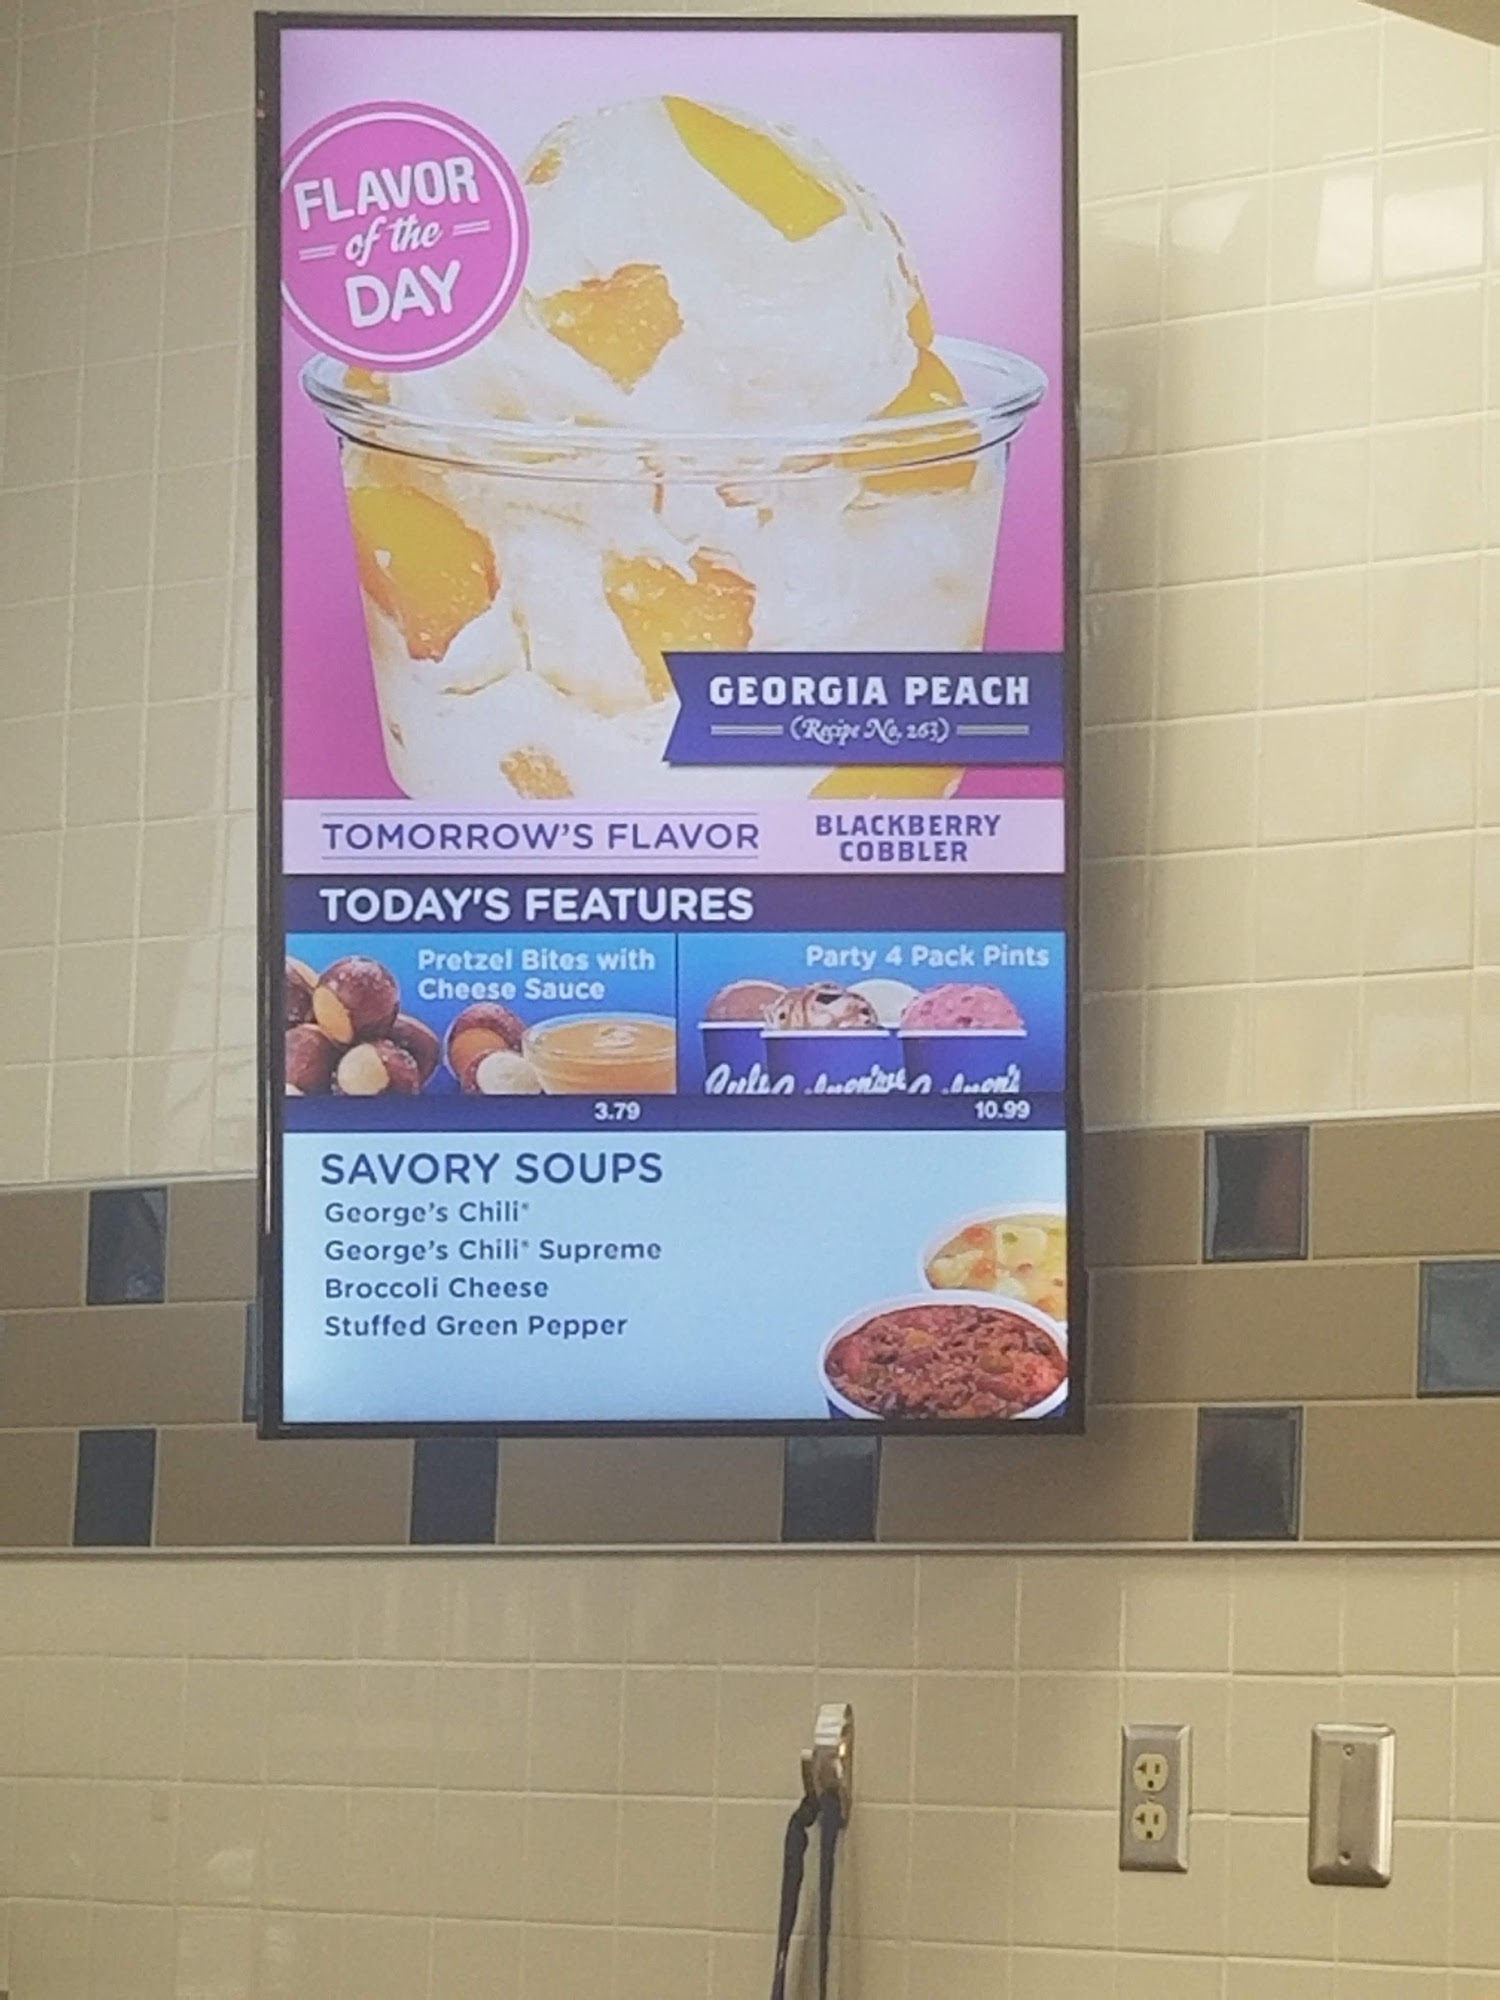 FLAVOR
of the
DAY
GEORGIA PEACH
(Recipe No. 263)
TOMORROW'S FLAVOR
BLACKBERRY
COBBLER
TODAY'S FEATURES
Pretzel Bites with
Cheese Sauce
3.79
Party 4 Pack Pints
10.99
SAVORY SOUPS
George's Chili®
George's Chili® Supreme
Broccoli Cheese
Stuffed Green Pepper